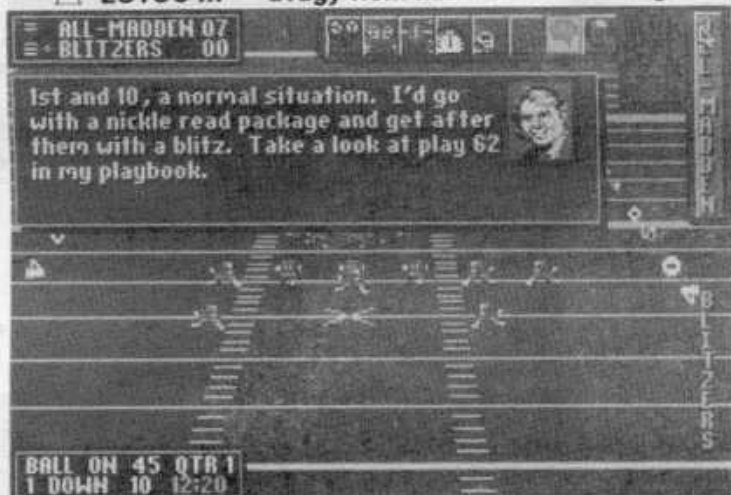 ALL-MADDEN 07
BLITZERS 00
1st and 10, a normal situation. I'd go
with a nickle read package and get after
them with a blitz. Take a look at play 62
in my playbook.
ALL MADDEN
BLITZERS
BALL ON 45 QTR 1
1 DOWN 10 12:20